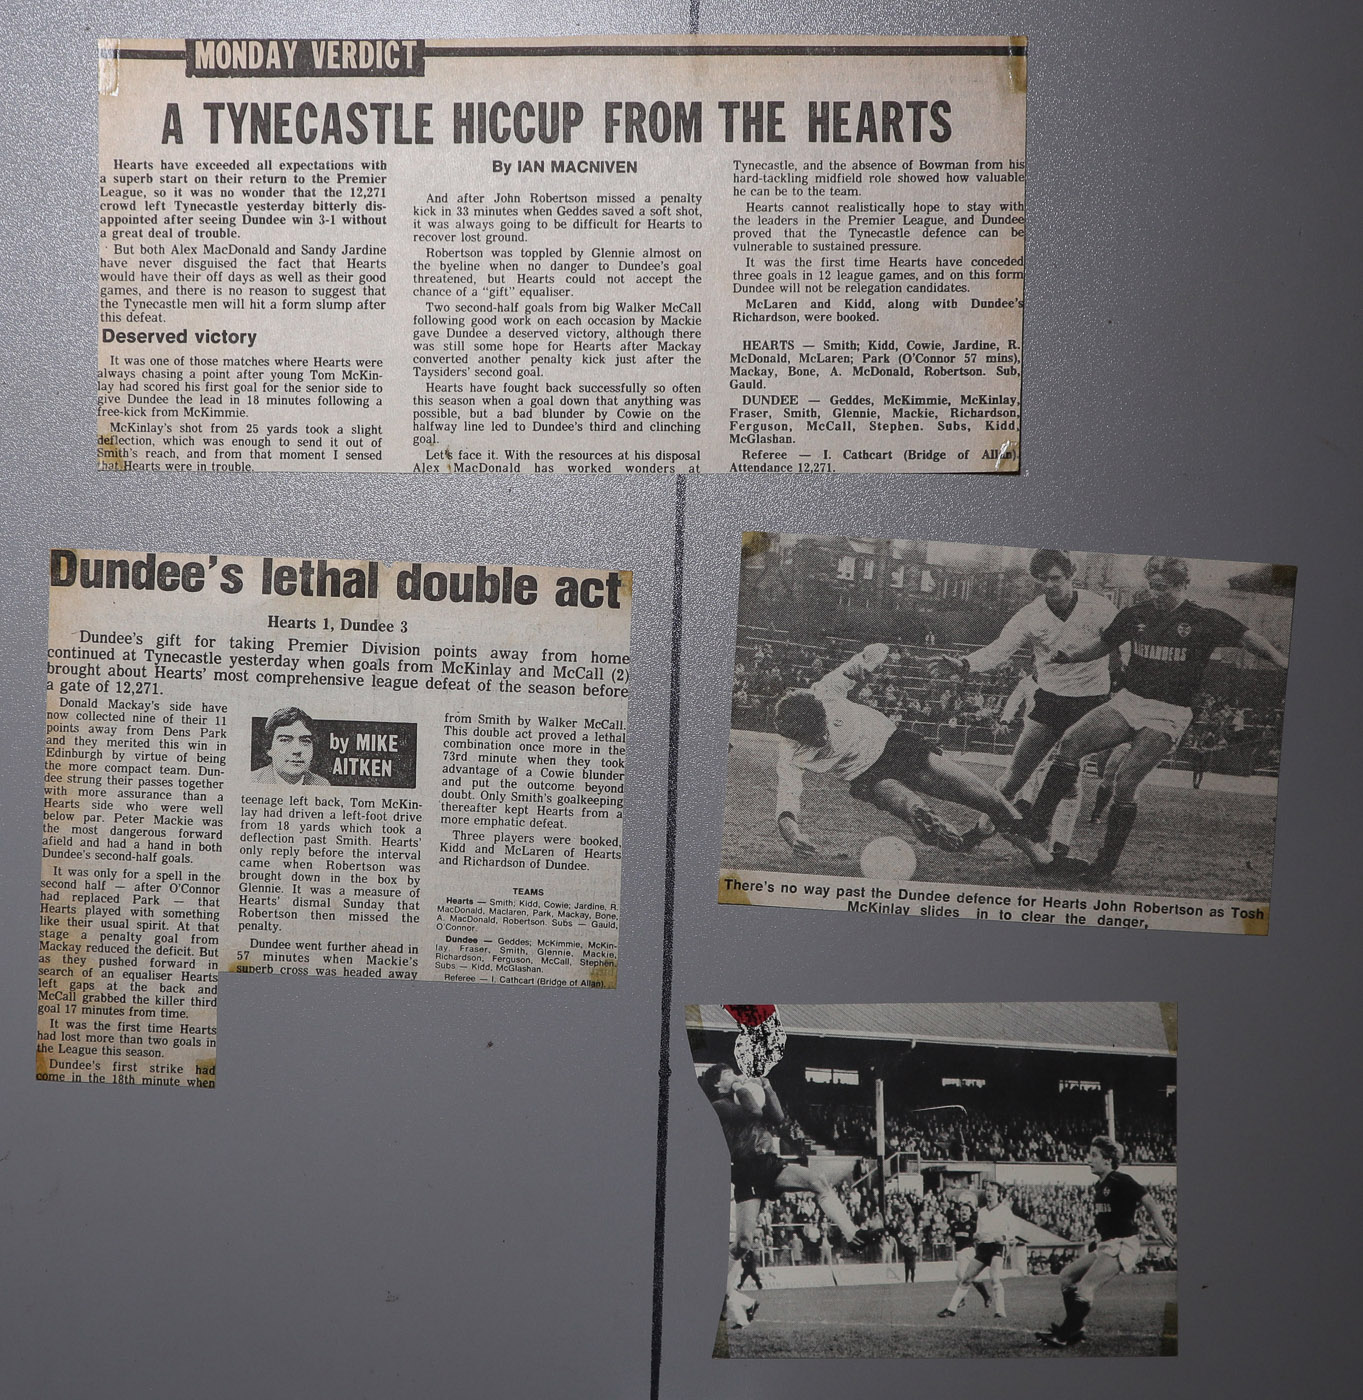 MONDAY VERDICT
A TYNECASTLE HICCUP FROM THE HEARTS
Hearts have exceeded all expectations with
a superb start on their return to the Premier
League, so it was no wonder that the 12,271
crowd left Tynecastle yesterday bitterly dis-
appointed after seeing Dundee win 3-1 without
a great deal of trouble.
But both Alex MacDonald and Sandy Jardine
have never disguised the fact that Hearts
would have their off days as well as their good
games, and there is no reason to suggest that
the Tynecastle men will hit a form slump after
this defeat.
Deserved victory
It was one of those matches where Hearts were
always chasing a point after young Tom McKin-
lay had scored his first goal for the senior side to
give Dundee the lead in 18 minutes following a
free-kick from McKimmie.
McKinlay's shot from 25 yards took a slight
deflection, which was enough to send it out of
Smith's reach, and from that moment I sensed
that Hearts were in trouble.
By IAN MACNIVEN
And after John Robertson missed a penalty
kick in 33 minutes when Geddes saved a soft shot,
it was always going to be difficult for Hearts to
recover lost ground.
Robertson was toppled by Glennie almost on
the byeline when no danger to Dundee's goal
threatened, but Hearts could not accept the
chance of a "gift" equaliser.
Two second-half goals from big Walker McCall
following good work on each occasion by Mackie
gave Dundee a deserved victory, although there
was still some hope for Hearts after Mackay
converted another penalty kick just after the
Taysiders' second goal.
Hearts have fought back successfully so often
this season when a goal down that anything was
possible, but a bad blunder by Cowie on the
halfway line led to Dundee's third and clinching
goal.
Let's face it. With the resources at his disposal
Alex MacDonald has worked wonders at
Tynecastle, and the absence of Bowman from his
hard-tackling midfield role showed how valuable
he can be to the team.
Hearts cannot realistically hope to stay with
the leaders in the Premier League, and Dundee
proved that the Tynecastle defence can be
vulnerable to sustained pressure.
It was the first time Hearts have conceded
three goals in 12 league games, and on this form
Dundee will not be relegation candidates.
McLaren and Kidd, along with Dundee's
Richardson, were booked.
HEARTS — Smith; Kidd, Cowie, Jardine, R.
McDonald, McLaren; Park (O'Connor 57 mins),
Mackay, Bone, A. McDonald, Robertson. Sub,
Gauld.
DUNDEE — Geddes, McKimmie, McKinlay,
Fraser, Smith, Glennie, Mackie, Richardson,
Ferguson, McCall, Stephen. Subs, Kidd,
McGlashan.
Referee — I. Cathcart (Bridge of Allan).
Attendance 12,271.
Dundee's lethal double act
Hearts 1, Dundee 3
Dundee's gift for taking Premier Division points away from home
continued at Tynecastle yesterday when goals from McKinlay and McCall (2)
brought about Hearts' most comprehensive league defeat of the season before
a gate of 12,271.
Donald Mackay's side have
now collected nine of their 11
points away from Dens Park
and they merited this win in
Edinburgh by virtue of being
the more compact team. Dun-
dee strung their passes together
with more assurance than a
Hearts side who were well
below par. Peter Mackie was
the most dangerous forward
afield and had a hand in both
Dundee's second-half goals.
It was only for a spell in the
second half — after O'Connor
had replaced Park — that
Hearts played with something
like their usual spirit. At that
stage a penalty goal from
Mackay reduced the deficit. But
as they pushed forward in
search of an equaliser Hearts
left gaps at the back and
McCall grabbed the killer third
goal 17 minutes from time.
It was the first time Hearts
had lost more than two goals in
the League this season.
Dundee's first strike had
come in the 18th minute when
by MIKE
AITKEN
teenage left back, Tom McKin-
lay had driven a left-foot drive
from 18 yards which took a
deflection past Smith. Hearts'
only reply before the interval
came when Robertson was
brought down in the box by
Glennie. It was a measure of
Hearts' dismal Sunday that
Robertson then missed the
penalty.
Dundee went further ahead in
57 minutes when Mackie's
superb cross was headed away
from Smith by Walker McCall.
This double act proved a lethal
combination once more in the
73rd minute when they took
advantage of a Cowie blunder
and put the outcome beyond
doubt. Only Smith's goalkeeping
thereafter kept Hearts from a
more emphatic defeat.
Three players were booked,
Kidd and McLaren of Hearts
and Richardson of Dundee.
TEAMS
Hearts — Smith; Kidd, Cowie; Jardine, R.
MacDonald, Maclaren, Park, Mackay, Bone,
A. MacDonald, Robertson. Subs — Gauld,
O'Connor.
Dundee — Geddes; McKimmie, McKin-
lay, Fraser, Smith, Glennie, Mackie,
Richardson, Ferguson, McCall, Stephen.
Subs — Kidd, McGlashan.
Referee — I. Cathcart (Bridge of Allan).
There's no way past the Dundee defence for Hearts John Robertson as Tosh
McKinlay slides in to clear the danger,